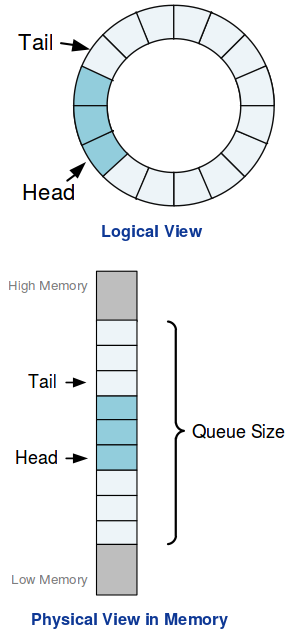 Tail
Head
Logical View
High Memory
Tail
Queue Size
Head
Low Memory
Physical View in Memory